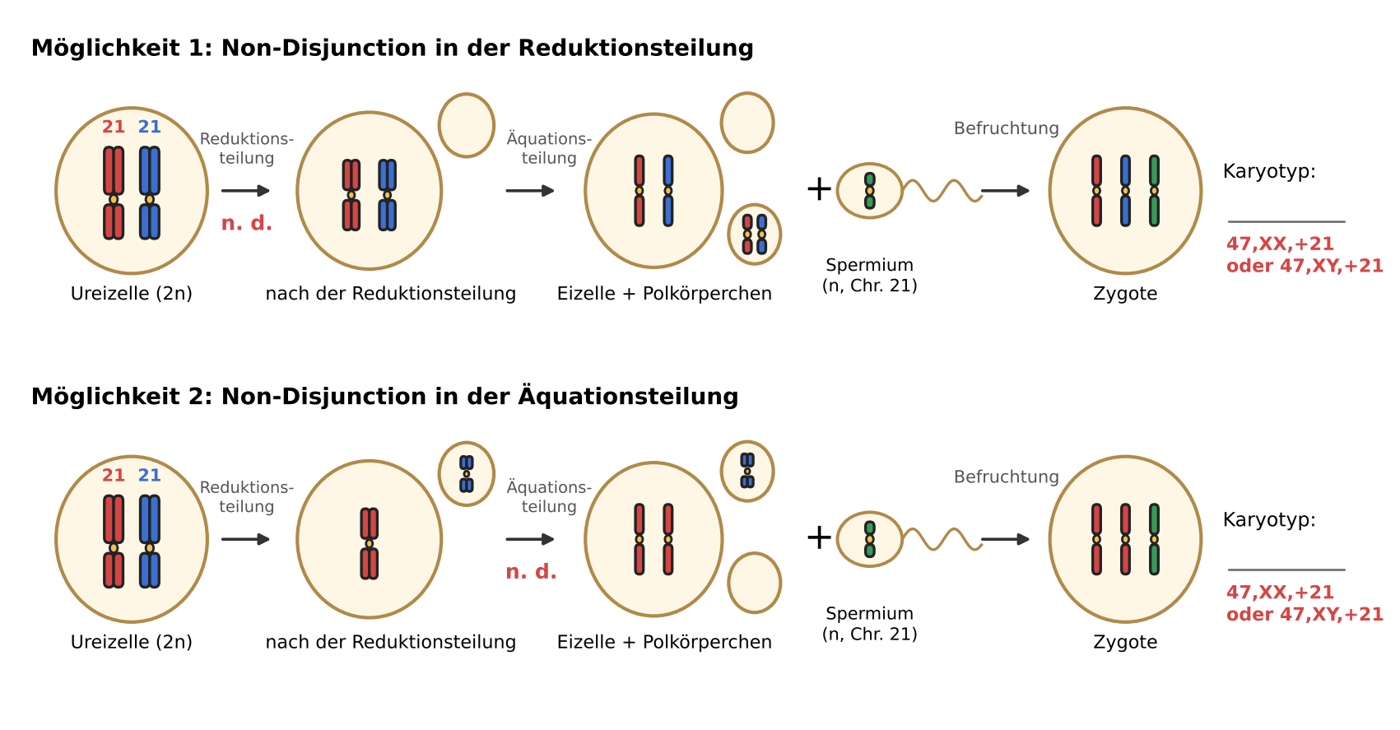 Möglichkeit 1: Non-Disjunction in der Reduktionsteilung
21 21
Reduktions-
teilung
n. d.
Äquations-
teilung
+
Befruchtung
Karyotyp:
47,XX,+21
oder 47,XY,+21
Ureizelle (2n)
nach der Reduktionsteilung
Eizelle + Polkörperchen
Spermium
(n, Chr. 21)
Zygote
Möglichkeit 2: Non-Disjunction in der Äquationsteilung
21 21
Reduktions-
teilung
Äquations-
teilung
n. d.
+
Befruchtung
Karyotyp:
47,XX,+21
oder 47,XY,+21
Ureizelle (2n)
nach der Reduktionsteilung
Eizelle + Polkörperchen
Spermium
(n, Chr. 21)
Zygote